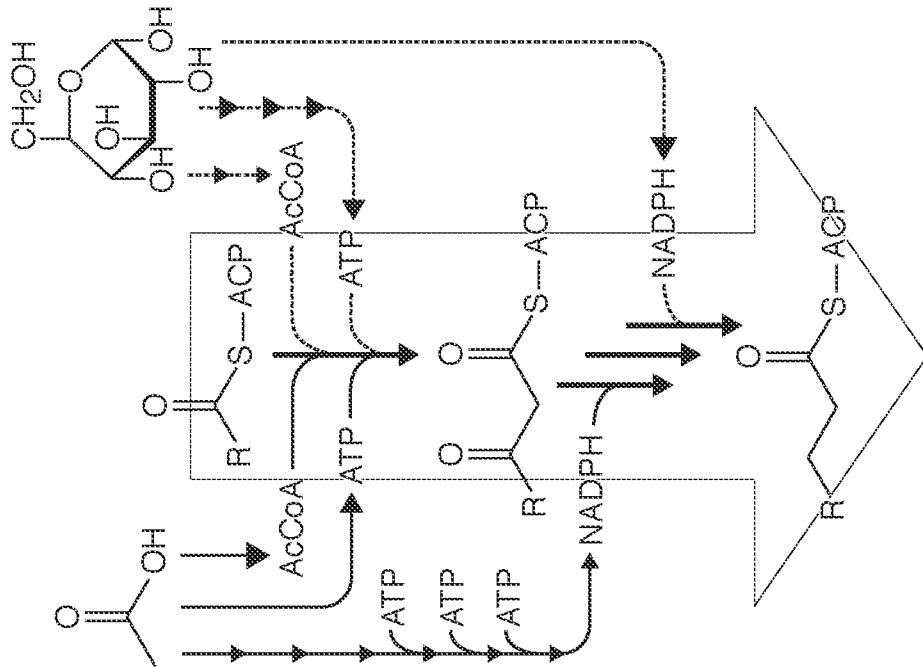 O
OH
CH₂OH
O
OH
OH
OH
OH
O
R S—ACP
AcCoA AcCoA
ATP ATP
ATP
ATP
ATP
O O
R S—ACP
NADPH NADPH
O
R S—ACP